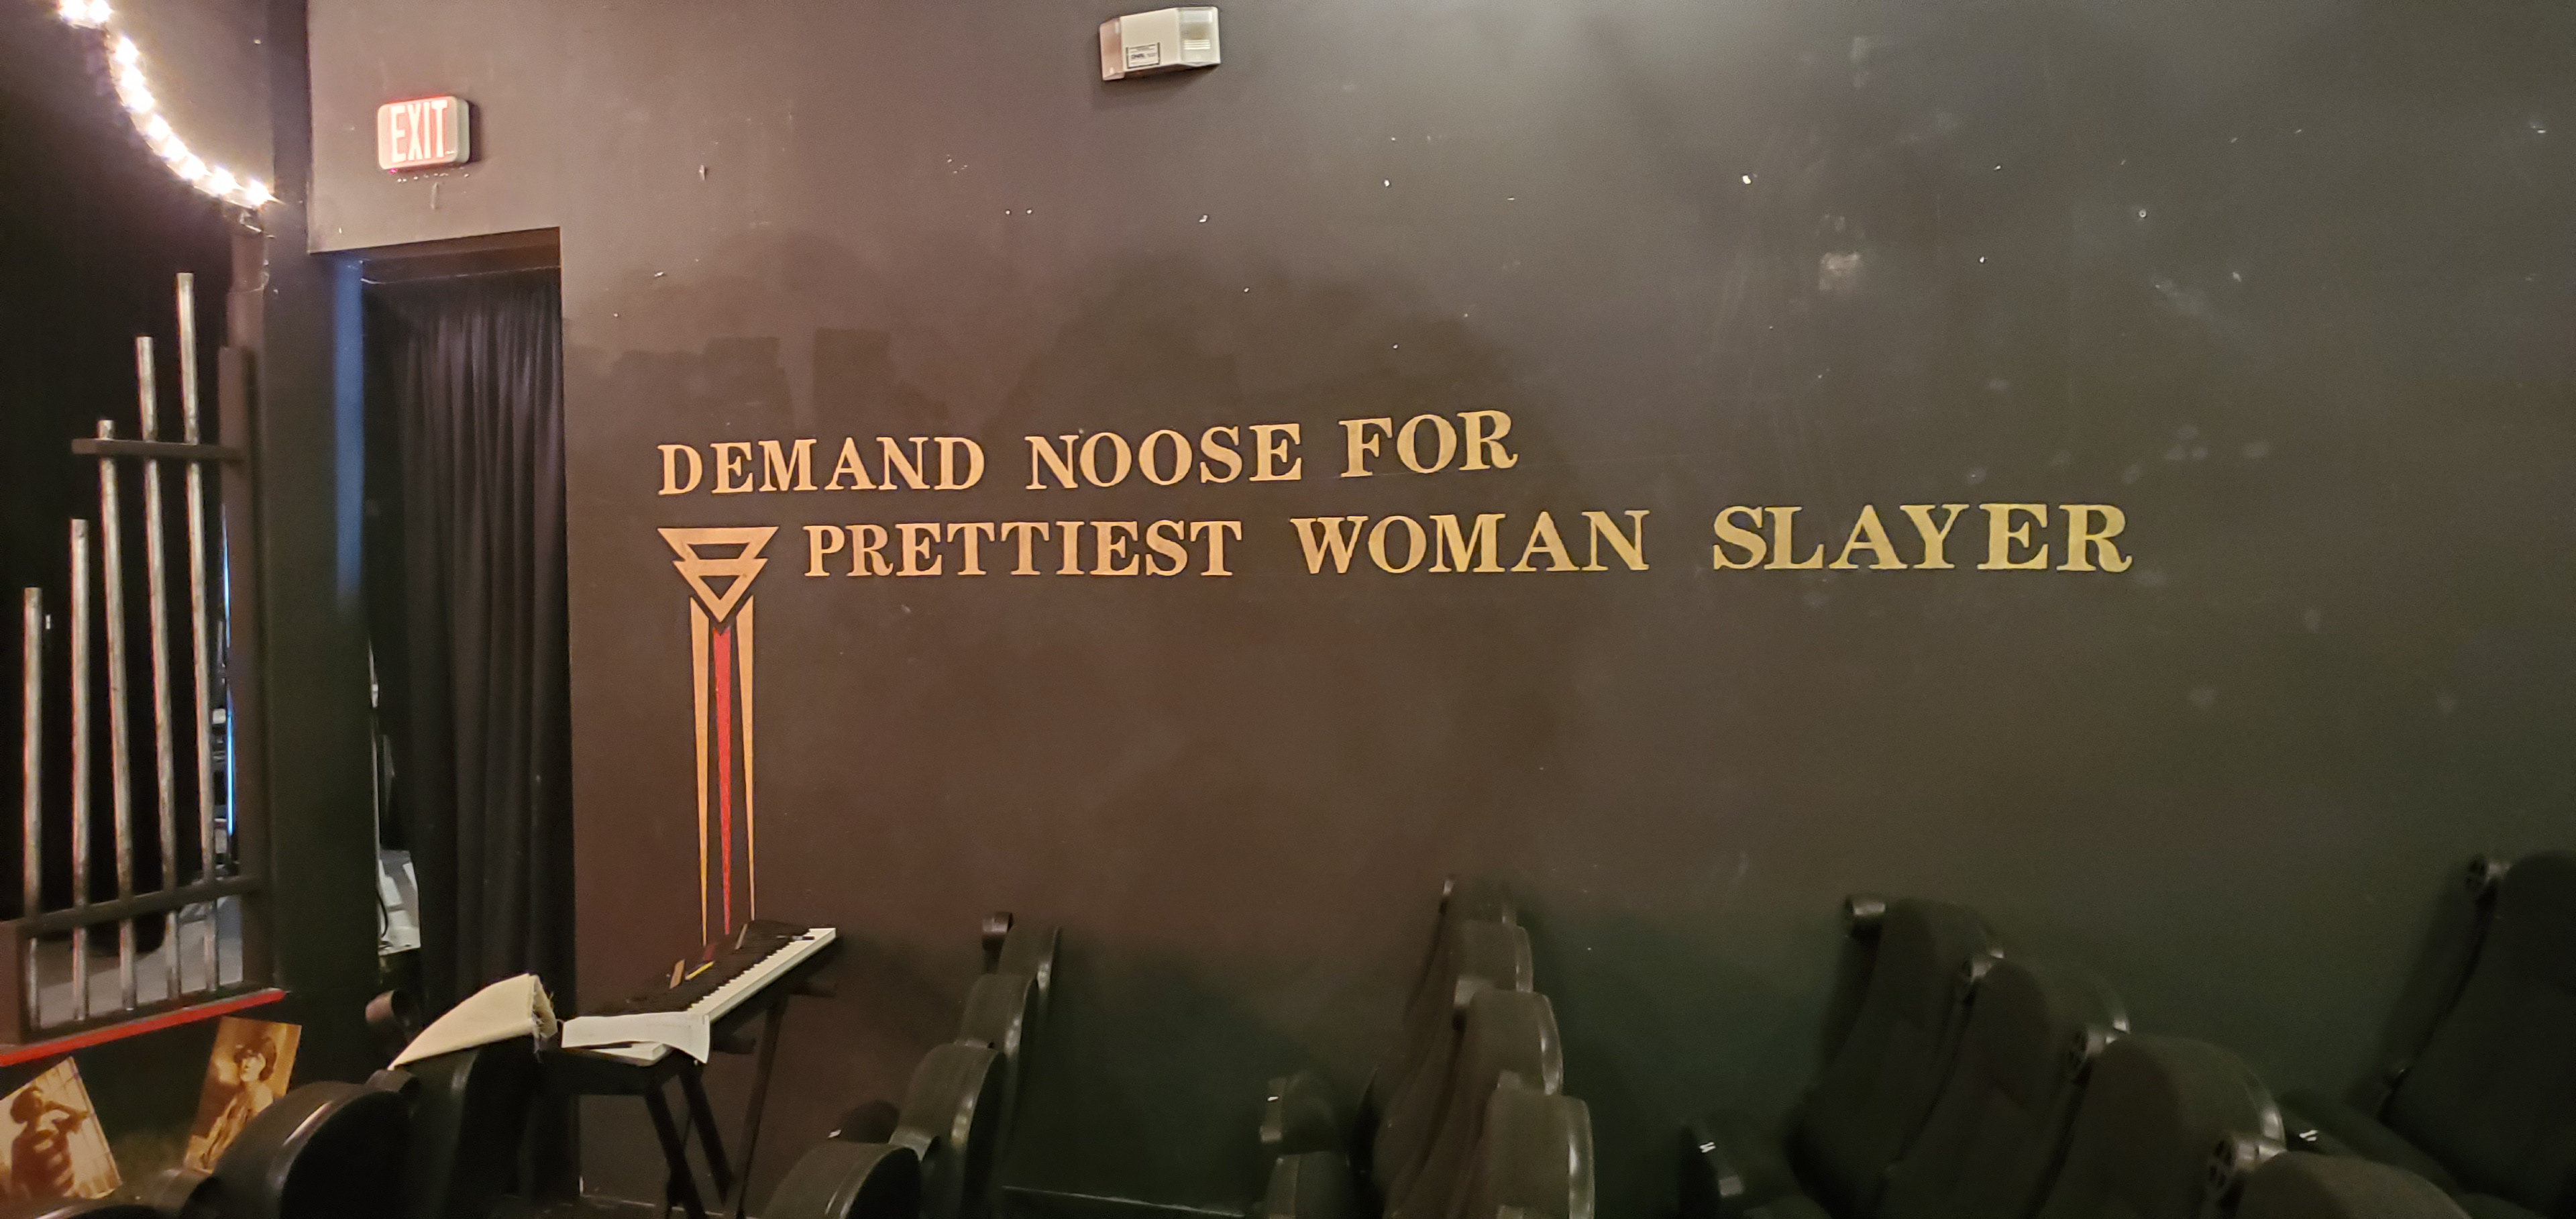 EXIT
DEMAND NOOSE FOR
PRETTIEST WOMAN SLAYER